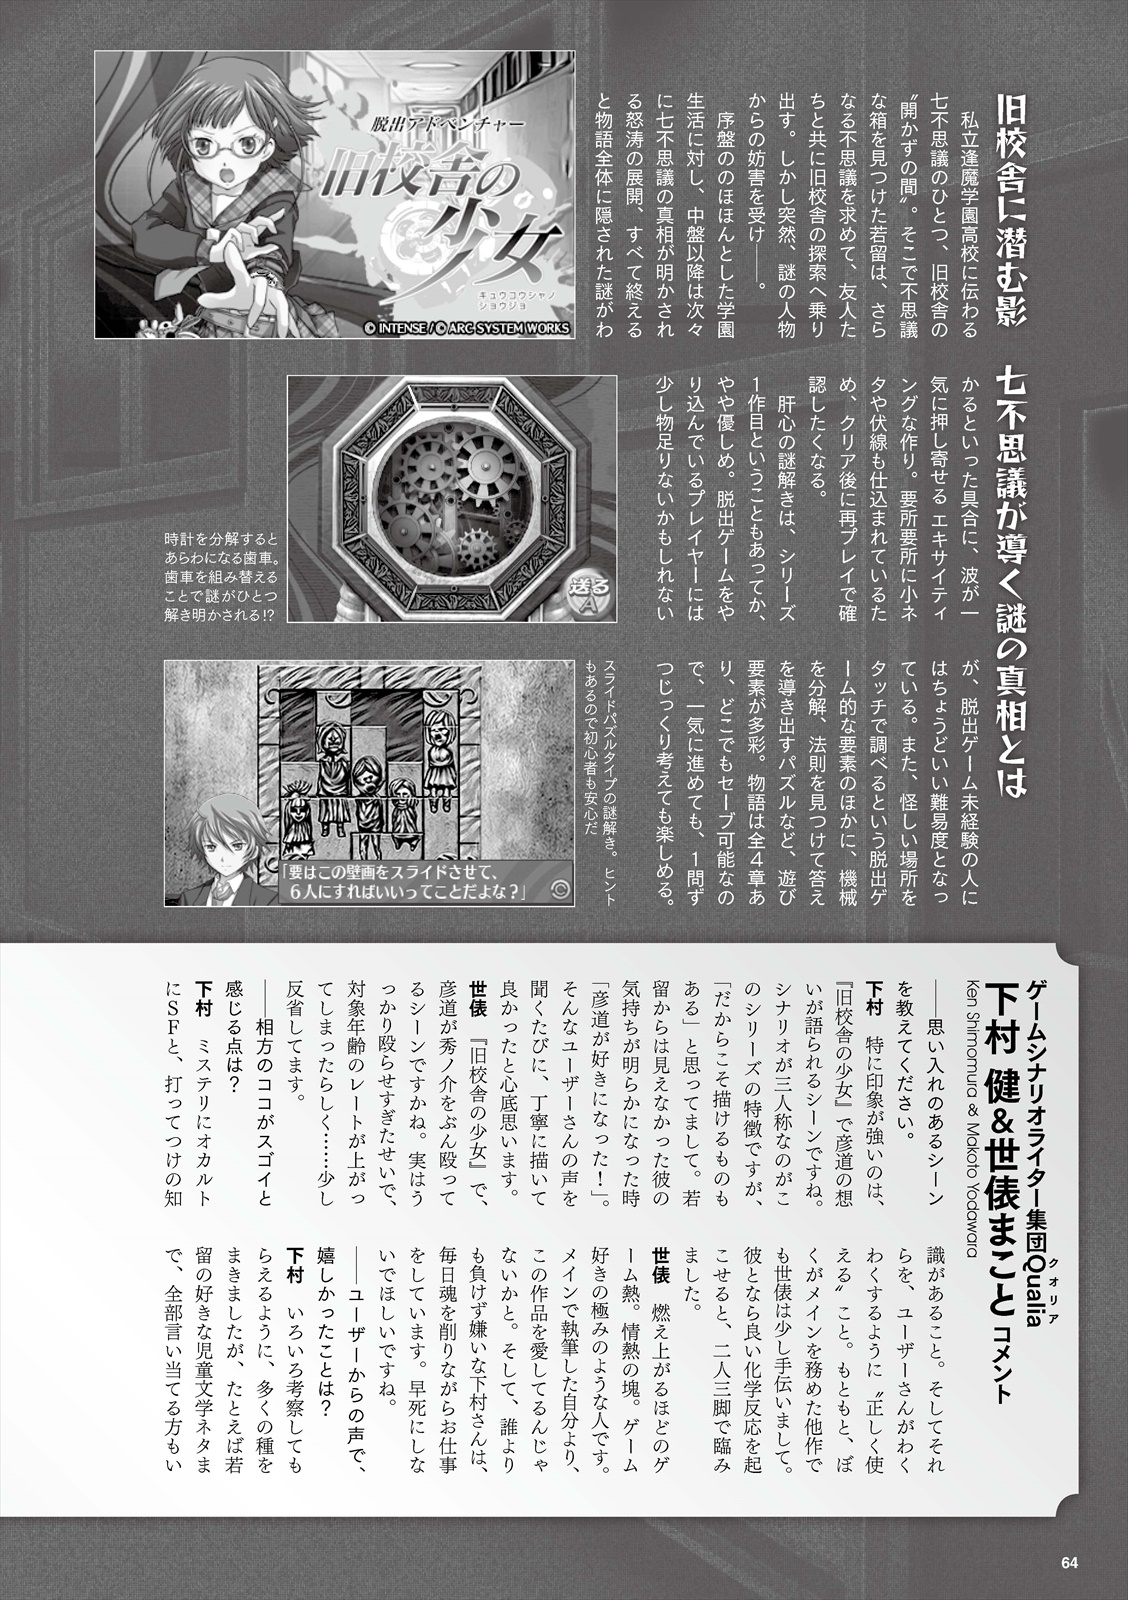 旧校舎に潜む影　七不思議が導く謎の真相とは
　私立逢魔学園高校に伝わる
七不思議のひとつ、旧校舎の
〝開かずの間〟。そこで不思議
な箱を見つけた若留は、さら
なる不思議を求めて、友人た
ちと共に旧校舎の探索へ乗り
出す。しかし突然、謎の人物
からの妨害を受け――。
　序盤ののほほんとした学園
生活に対し、中盤以降は次々
に七不思議の真相が明かされ
る怒涛の展開、すべて終える
と物語全体に隠された謎がわ
かるといった具合に、波が一
気に押し寄せる エキサイティ
ングな作り。要所要所に小ネ
タや伏線も仕込まれているた
め、クリア後に再プレイで確
認したくなる。
　肝心の謎解きは、シリーズ
1作目ということもあってか、
やや優しめ。脱出ゲームをや
り込んでいるプレイヤーには
少し物足りないかもしれない
が、脱出ゲーム未経験の人に
はちょうどいい難易度となっ
ている。また、怪しい場所を
タッチで調べるという脱出ゲ
ーム的な要素のほかに、機械
を分解、法則を見つけて答え
を導き出すパズルなど、遊び
要素が多彩。物語は全4章あ
り、どこでもセーブ可能なの
で、一気に進めても、1問ず
つじっくり考えても楽しめる。
脱出アドベンチャー
旧校舎の
少女
キュウコウシャノ
ショウジョ
© INTENSE/© ARC SYSTEM WORKS
送る
A
時計を分解すると
あらわになる歯車。
歯車を組み替える
ことで謎がひとつ
解き明かされる!?
「要はこの壁画をスライドさせて、
6人にすればいいってことだよな？」
スライドパズルタイプの謎解き。ヒント
もあるので初心者も安心だ
ゲームシナリオライター集団Qualia
クオリア
下村 健＆世俵まこと コメント
Ken Shimomura & Makoto Yodawara
――思い入れのあるシーン
を教えてください。
下村　特に印象が強いのは、
『旧校舎の少女』で彦道の想
いが語られるシーンですね。
シナリオが三人称なのがこ
のシリーズの特徴ですが、
「だからこそ描けるものも
ある」と思ってまして。若
留からは見えなかった彼の
気持ちが明らかになった時
「彦道が好きになった！」。
そんなユーザーさんの声を
聞くたびに、丁寧に描いて
良かったと心底思います。
世俵　『旧校舎の少女』で、
彦道が秀ノ介をぶん殴って
るシーンですかね。実はう
っかり殴らせすぎたせいで、
対象年齢のレートが上がっ
てしまったらしく……少し
反省してます。
――相方のココがスゴイと
感じる点は？
下村　ミステリにオカルト
にSFと、打ってつけの知
識があること。そしてそれ
らを、ユーザーさんがわく
わくするように〝正しく使
える〟こと。もともと、ぼ
くがメインを務めた他作で
も世俵は少し手伝いまして。
彼となら良い化学反応を起
こせると、二人三脚で臨み
ました。
世俵　燃え上がるほどのゲ
ーム熱。情熱の塊。ゲーム
好きの極みのような人です。
メインで執筆した自分より、
この作品を愛してるんじゃ
ないかと。そして、誰より
も負けず嫌いな下村さんは、
毎日魂を削りながらお仕事
をしています。早死にしな
いでほしいですね。
――ユーザーからの声で、
嬉しかったことは？
下村　いろいろ考察しても
らえるように、多くの種を
まきましたが、たとえば若
留の好きな児童文学ネタま
で、全部言い当てる方もい
64